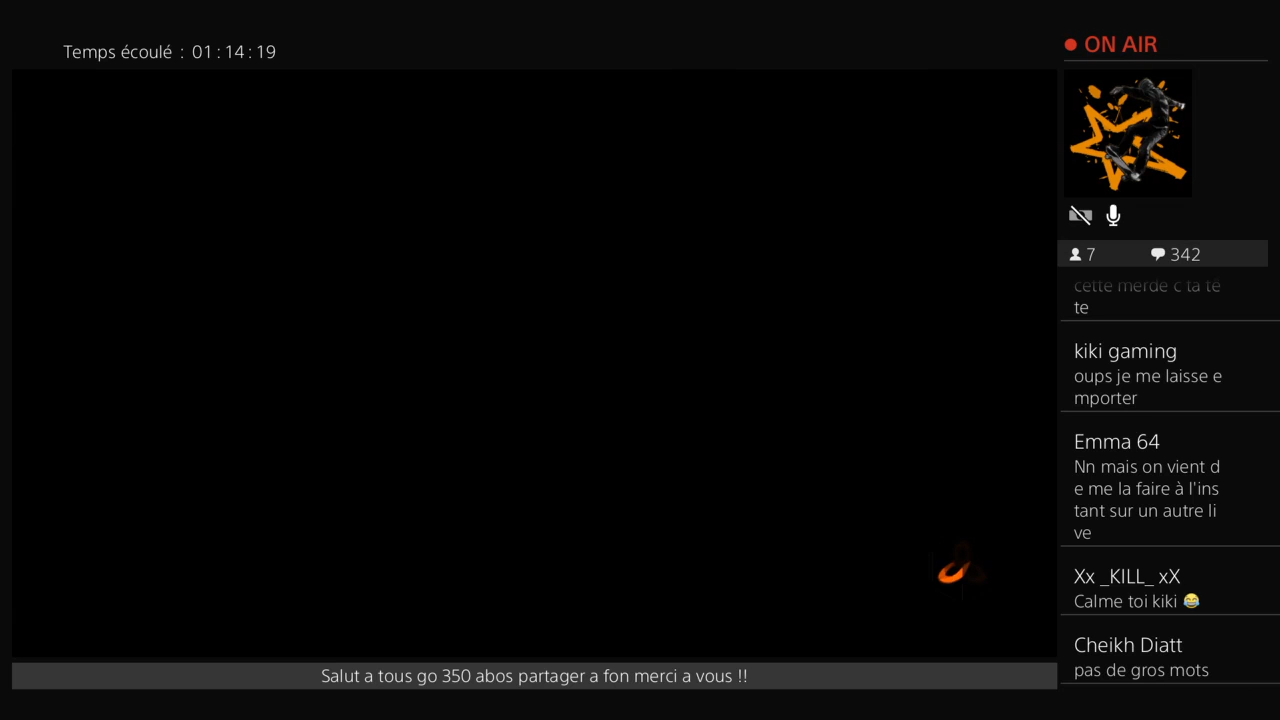 Temps écoulé : 01 : 14 : 19
ON AIR
7 342
cette merde c ta té
te
kiki gaming
oups je me laisse e
mporter
Emma 64
Nn mais on vient d
e me la faire à l'ins
tant sur un autre li
ve
Xx _KILL_ xX
Calme toi kiki 😂
Cheikh Diatt
pas de gros mots
Salut a tous go 350 abos partager a fon merci a vous !!